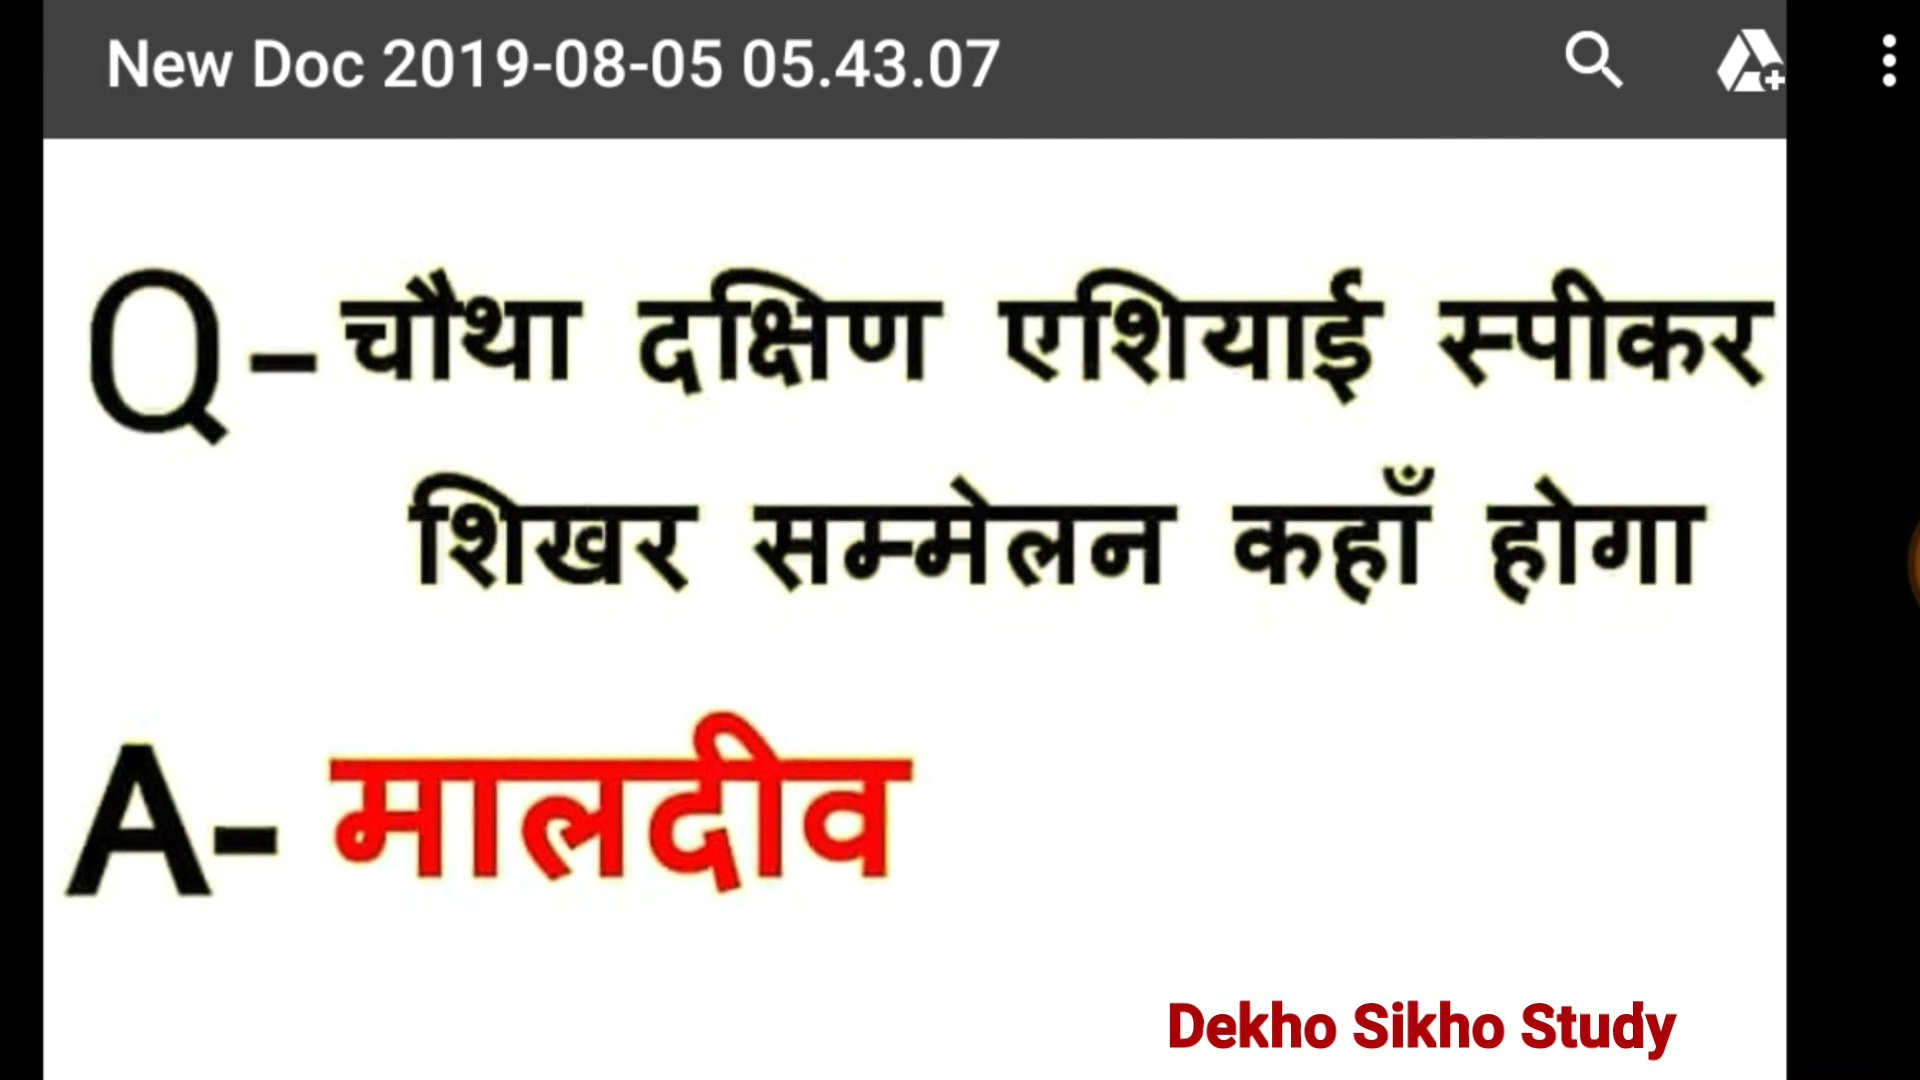 New Doc 2019-08-05 05.43.07
Q-चौथा दक्षिण एशियाई स्पीकर
शिखर सम्मेलन कहाँ होगा
A- मालदीव
Dekho Sikho Study